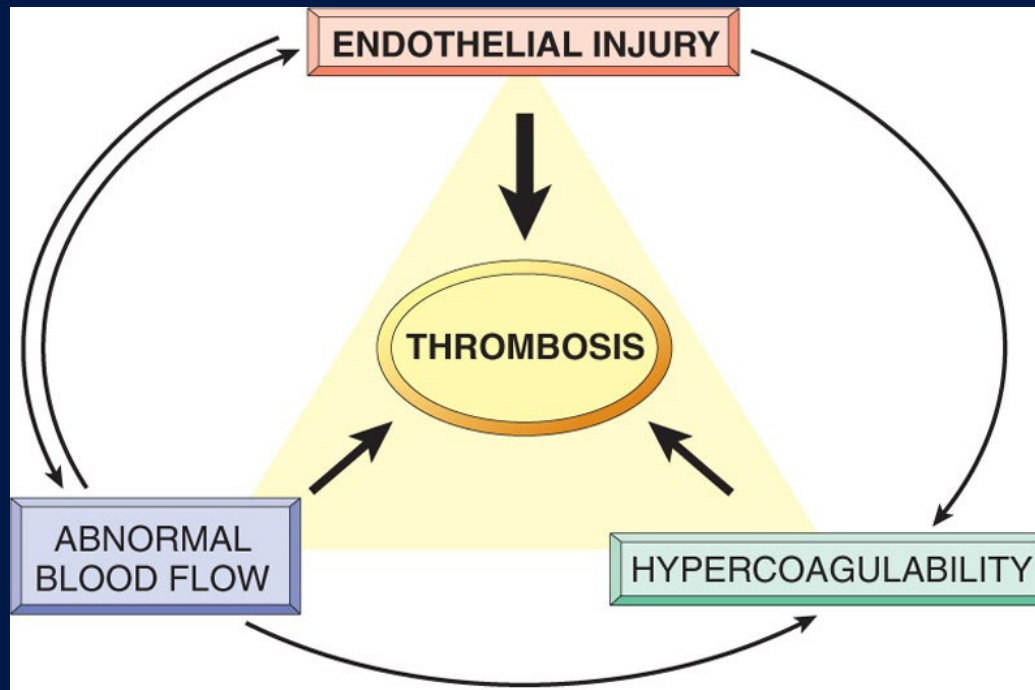 ENDOTHELIAL INJURY
THROMBOSIS
ABNORMAL
BLOOD FLOW
HYPERCOAGULABILITY